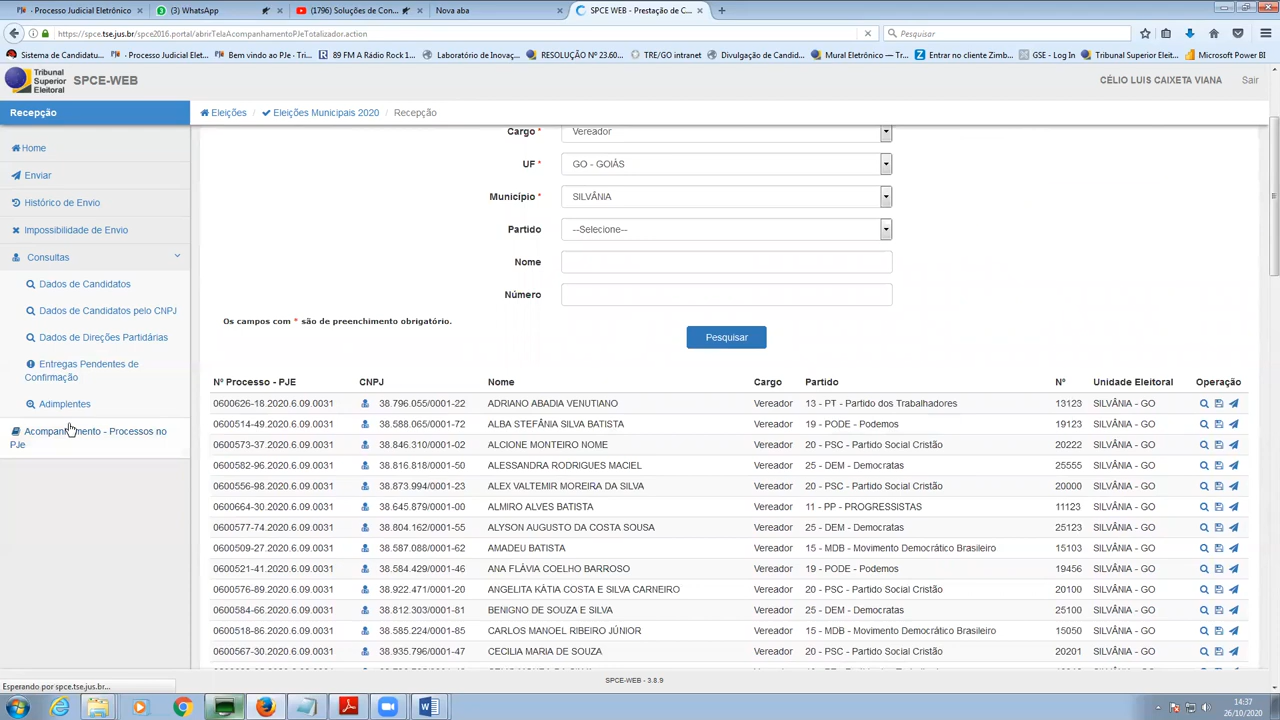 Processo Judicial Eletrônico
(3) WhatsApp
(1796) Soluções de Con...
Nova aba
SPCE WEB - Prestação de C...
https://spce.tse.jus.br/spce2016.portal/abrirTelaAcompanhamentoPJeTotalizador.action
Pesquisar
Sistema de Candidatu...
- Processo Judicial Elet...
Bem vindo ao PJe - Tri...
89 FM A Rádio Rock 1...
Laboratório de Inovaç...
RESOLUÇÃO Nº 23.60...
TRE/GO intranet
Divulgação de Candid...
Mural Eletrônico - M...
Entrar no cliente Zimb...
GSE - Log In
Tribunal Superior Eleit...
Microsoft Power BI
Tribunal
Superior
Eleitoral
SPCE-WEB
CÉLIO LUIS CAIXETA VIANA
Sair
Recepção
Eleições / Eleições Municipais 2020 / Recepção
Home
Enviar
Histórico de Envio
Impossibilidade de Envio
Consultas
Dados de Candidatos
Dados de Candidatos pelo CNPJ
Dados de Direções Partidárias
Entregas Pendentes de
Confirmação
Adimplentes
Acompanhamento - Processos no
PJe
Cargo * Vereador
UF * GO - GOIÁS
Município * SILVÂNIA
Partido --Selecione--
Nome
Número
Os campos com * são de preenchimento obrigatório.
Pesquisar
Nº Processo - PJE CNPJ Nome Cargo Partido Nº Unidade Eleitoral Operação
0600626-18.2020.6.09.0031 38.796.055/0001-22 ADRIANO ABADIA VENUTIANO Vereador 13 - PT - Partido dos Trabalhadores 13123 SILVÂNIA - GO
0600514-49.2020.6.09.0031 38.588.065/0001-72 ALBA STEFÂNIA SILVA BATISTA Vereador 19 - PODE - Podemos 19123 SILVÂNIA - GO
0600573-37.2020.6.09.0031 38.846.310/0001-02 ALCIONE MONTEIRO NOME Vereador 20 - PSC - Partido Social Cristão 20222 SILVÂNIA - GO
0600582-96.2020.6.09.0031 38.816.818/0001-50 ALESSANDRA RODRIGUES MACIEL Vereador 25 - DEM - Democratas 25555 SILVÂNIA - GO
0600556-98.2020.6.09.0031 38.873.994/0001-23 ALEX VALTEMIR MOREIRA DA SILVA Vereador 20 - PSC - Partido Social Cristão 20000 SILVÂNIA - GO
0600664-30.2020.6.09.0031 38.645.879/0001-00 ALMIRO ALVES BATISTA Vereador 11 - PP - PROGRESSISTAS 11123 SILVÂNIA - GO
0600577-74.2020.6.09.0031 38.804.162/0001-55 ALYSON AUGUSTO DA COSTA SOUSA Vereador 25 - DEM - Democratas 25123 SILVÂNIA - GO
0600509-27.2020.6.09.0031 38.587.088/0001-62 AMADEU BATISTA Vereador 15 - MDB - Movimento Democrático Brasileiro 15103 SILVÂNIA - GO
0600521-41.2020.6.09.0031 38.584.429/0001-46 ANA FLÁVIA COELHO BARROSO Vereador 19 - PODE - Podemos 19456 SILVÂNIA - GO
0600576-89.2020.6.09.0031 38.922.471/0001-20 ANGELITA KÁTIA COSTA E SILVA CARNEIRO Vereador 20 - PSC - Partido Social Cristão 20100 SILVÂNIA - GO
0600584-66.2020.6.09.0031 38.812.303/0001-81 BENIGNO DE SOUZA E SILVA Vereador 25 - DEM - Democratas 25100 SILVÂNIA - GO
0600518-86.2020.6.09.0031 38.585.224/0001-85 CARLOS MANOEL RIBEIRO JÚNIOR Vereador 15 - MDB - Movimento Democrático Brasileiro 15050 SILVÂNIA - GO
0600567-30.2020.6.09.0031 38.935.796/0001-47 CECILIA MARIA DE SOUZA Vereador 20 - PSC - Partido Social Cristão 20201 SILVÂNIA - GO
Esperando por spce.tse.jus.br...
SPCE-WEB - 3.8.9
14:37
26/10/2020